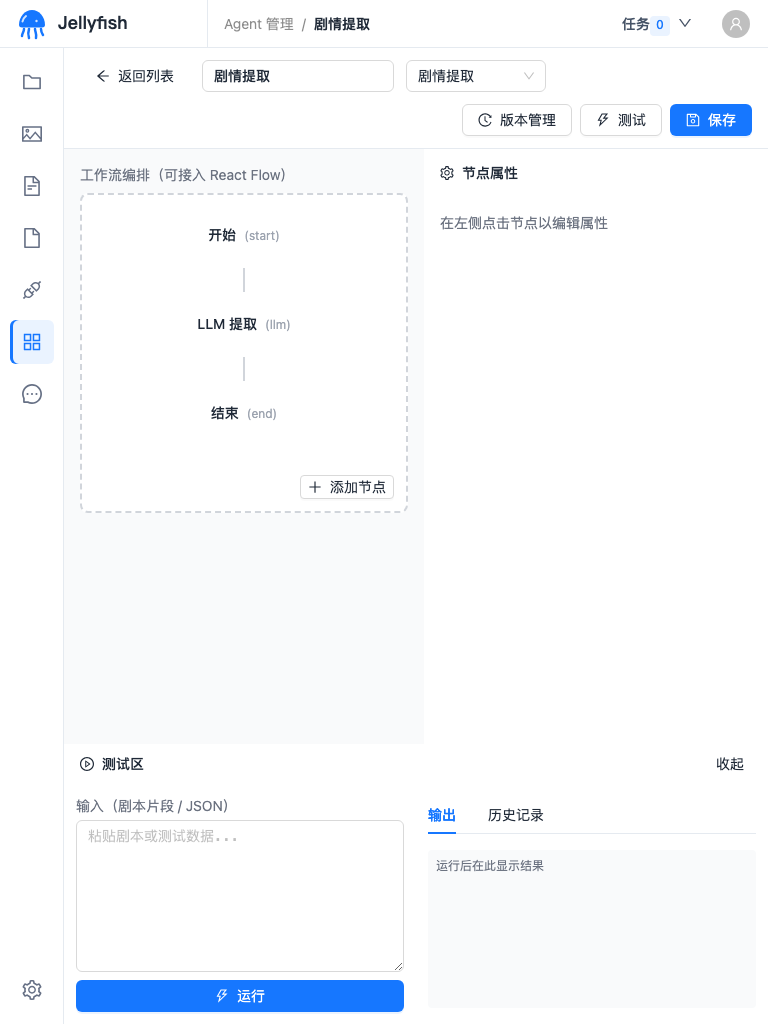 Jellyfish
Agent 管理 / 剧情提取
任务 0
返回列表
剧情提取
剧情提取
版本管理
测试
保存
工作流编排（可接入 React Flow）
开始 (start)
LLM 提取 (llm)
结束 (end)
添加节点
节点属性
在左侧点击节点以编辑属性
测试区
收起
输入（剧本片段 / JSON）
粘贴剧本或测试数据...
运行
输出
历史记录
运行后在此显示结果